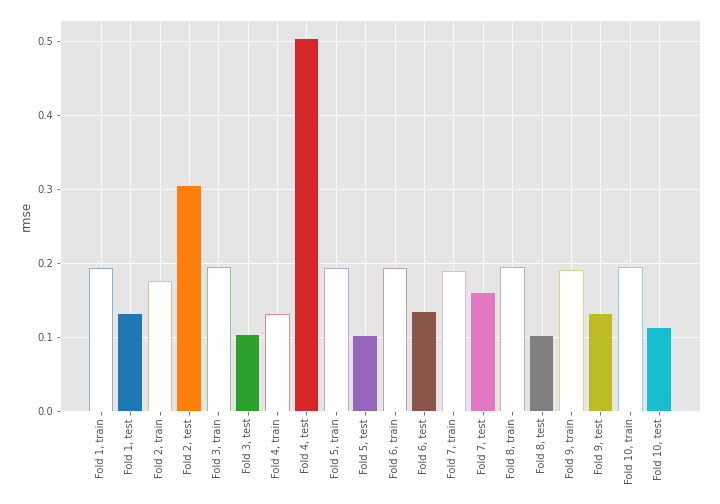 0.5
0.4
0.3
0.2
0.1
0.0
rmse
Fold 1, train
Fold 1, test
Fold 2, train
Fold 2, test
Fold 3, train
Fold 3, test
Fold 4, train
Fold 4, test
Fold 5, train
Fold 5, test
Fold 6, train
Fold 6, test
Fold 7, train
Fold 7, test
Fold 8, train
Fold 8, test
Fold 9, train
Fold 9, test
Fold 10, train
Fold 10, test